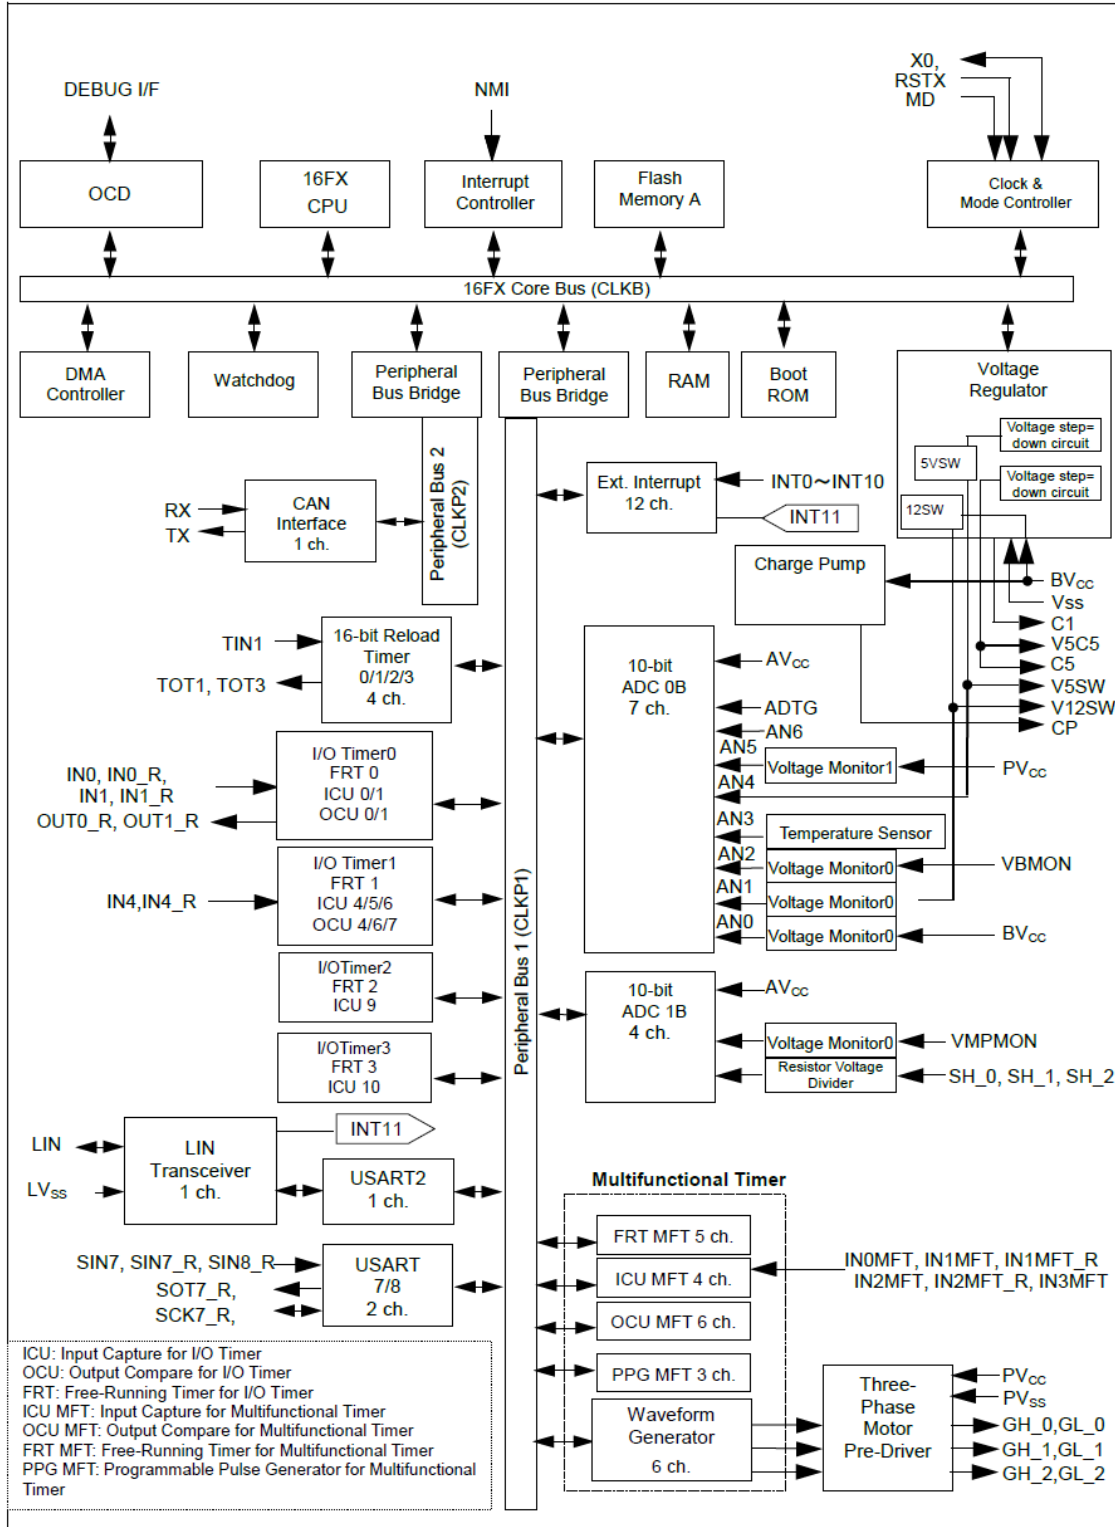 X0,
RSTX
MD
DEBUG I/F
NMI
OCD
16FX
CPU
Interrupt
Controller
Flash
Memory A
Clock &
Mode Controller
16FX Core Bus (CLKB)
DMA
Controller
Watchdog
Peripheral
Bus Bridge
Peripheral
Bus Bridge
RAM
Boot
ROM
Voltage
Regulator
Voltage step=
down circuit
5VSW
Voltage step=
down circuit
12SW
Peripheral Bus 2
(CLKP2)
RX
TX
CAN
Interface
1 ch.
Ext. Interrupt
12 ch.
INT0～INT10
INT11
Charge Pump
BVCC
Vss
C1
V5C5
C5
V5SW
V12SW
CP
TIN1
TOT1, TOT3
16-bit Reload
Timer
0/1/2/3
4 ch.
10-bit
ADC 0B
7 ch.
AVCC
ADTG
AN6
AN5
Voltage Monitor1
PVCC
AN4
AN3
Temperature Sensor
AN2
Voltage Monitor0
VBMON
AN1
Voltage Monitor0
AN0
Voltage Monitor0
BVCC
IN0, IN0_R,
IN1, IN1_R
OUT0_R, OUT1_R
I/O Timer0
FRT 0
ICU 0/1
OCU 0/1
IN4,IN4_R
I/O Timer1
FRT 1
ICU 4/5/6
OCU 4/6/7
Peripheral Bus 1 (CLKP1)
I/OTimer2
FRT 2
ICU 9
10-bit
ADC 1B
4 ch.
AVCC
Voltage Monitor0
VMPMON
Resistor Voltage
Divider
SH_0, SH_1, SH_2
I/OTimer3
FRT 3
ICU 10
INT11
LIN
LVSS
LIN
Transceiver
1 ch.
USART2
1 ch.
SIN7, SIN7_R, SIN8_R
SOT7_R,
SCK7_R,
USART
7/8
2 ch.
Multifunctional Timer
FRT MFT 5 ch.
ICU MFT 4 ch.
IN0MFT, IN1MFT, IN1MFT_R
IN2MFT, IN2MFT_R, IN3MFT
OCU MFT 6 ch.
PPG MFT 3 ch.
Waveform
Generator
6 ch.
Three-
Phase
Motor
Pre-Driver
PVCC
PVSS
GH_0,GL_0
GH_1,GL_1
GH_2,GL_2
ICU: Input Capture for I/O Timer
OCU: Output Compare for I/O Timer
FRT: Free-Running Timer for I/O Timer
ICU MFT: Input Capture for Multifunctional Timer
OCU MFT: Output Compare for Multifunctional Timer
FRT MFT: Free-Running Timer for Multifunctional Timer
PPG MFT: Programmable Pulse Generator for Multifunctional
Timer